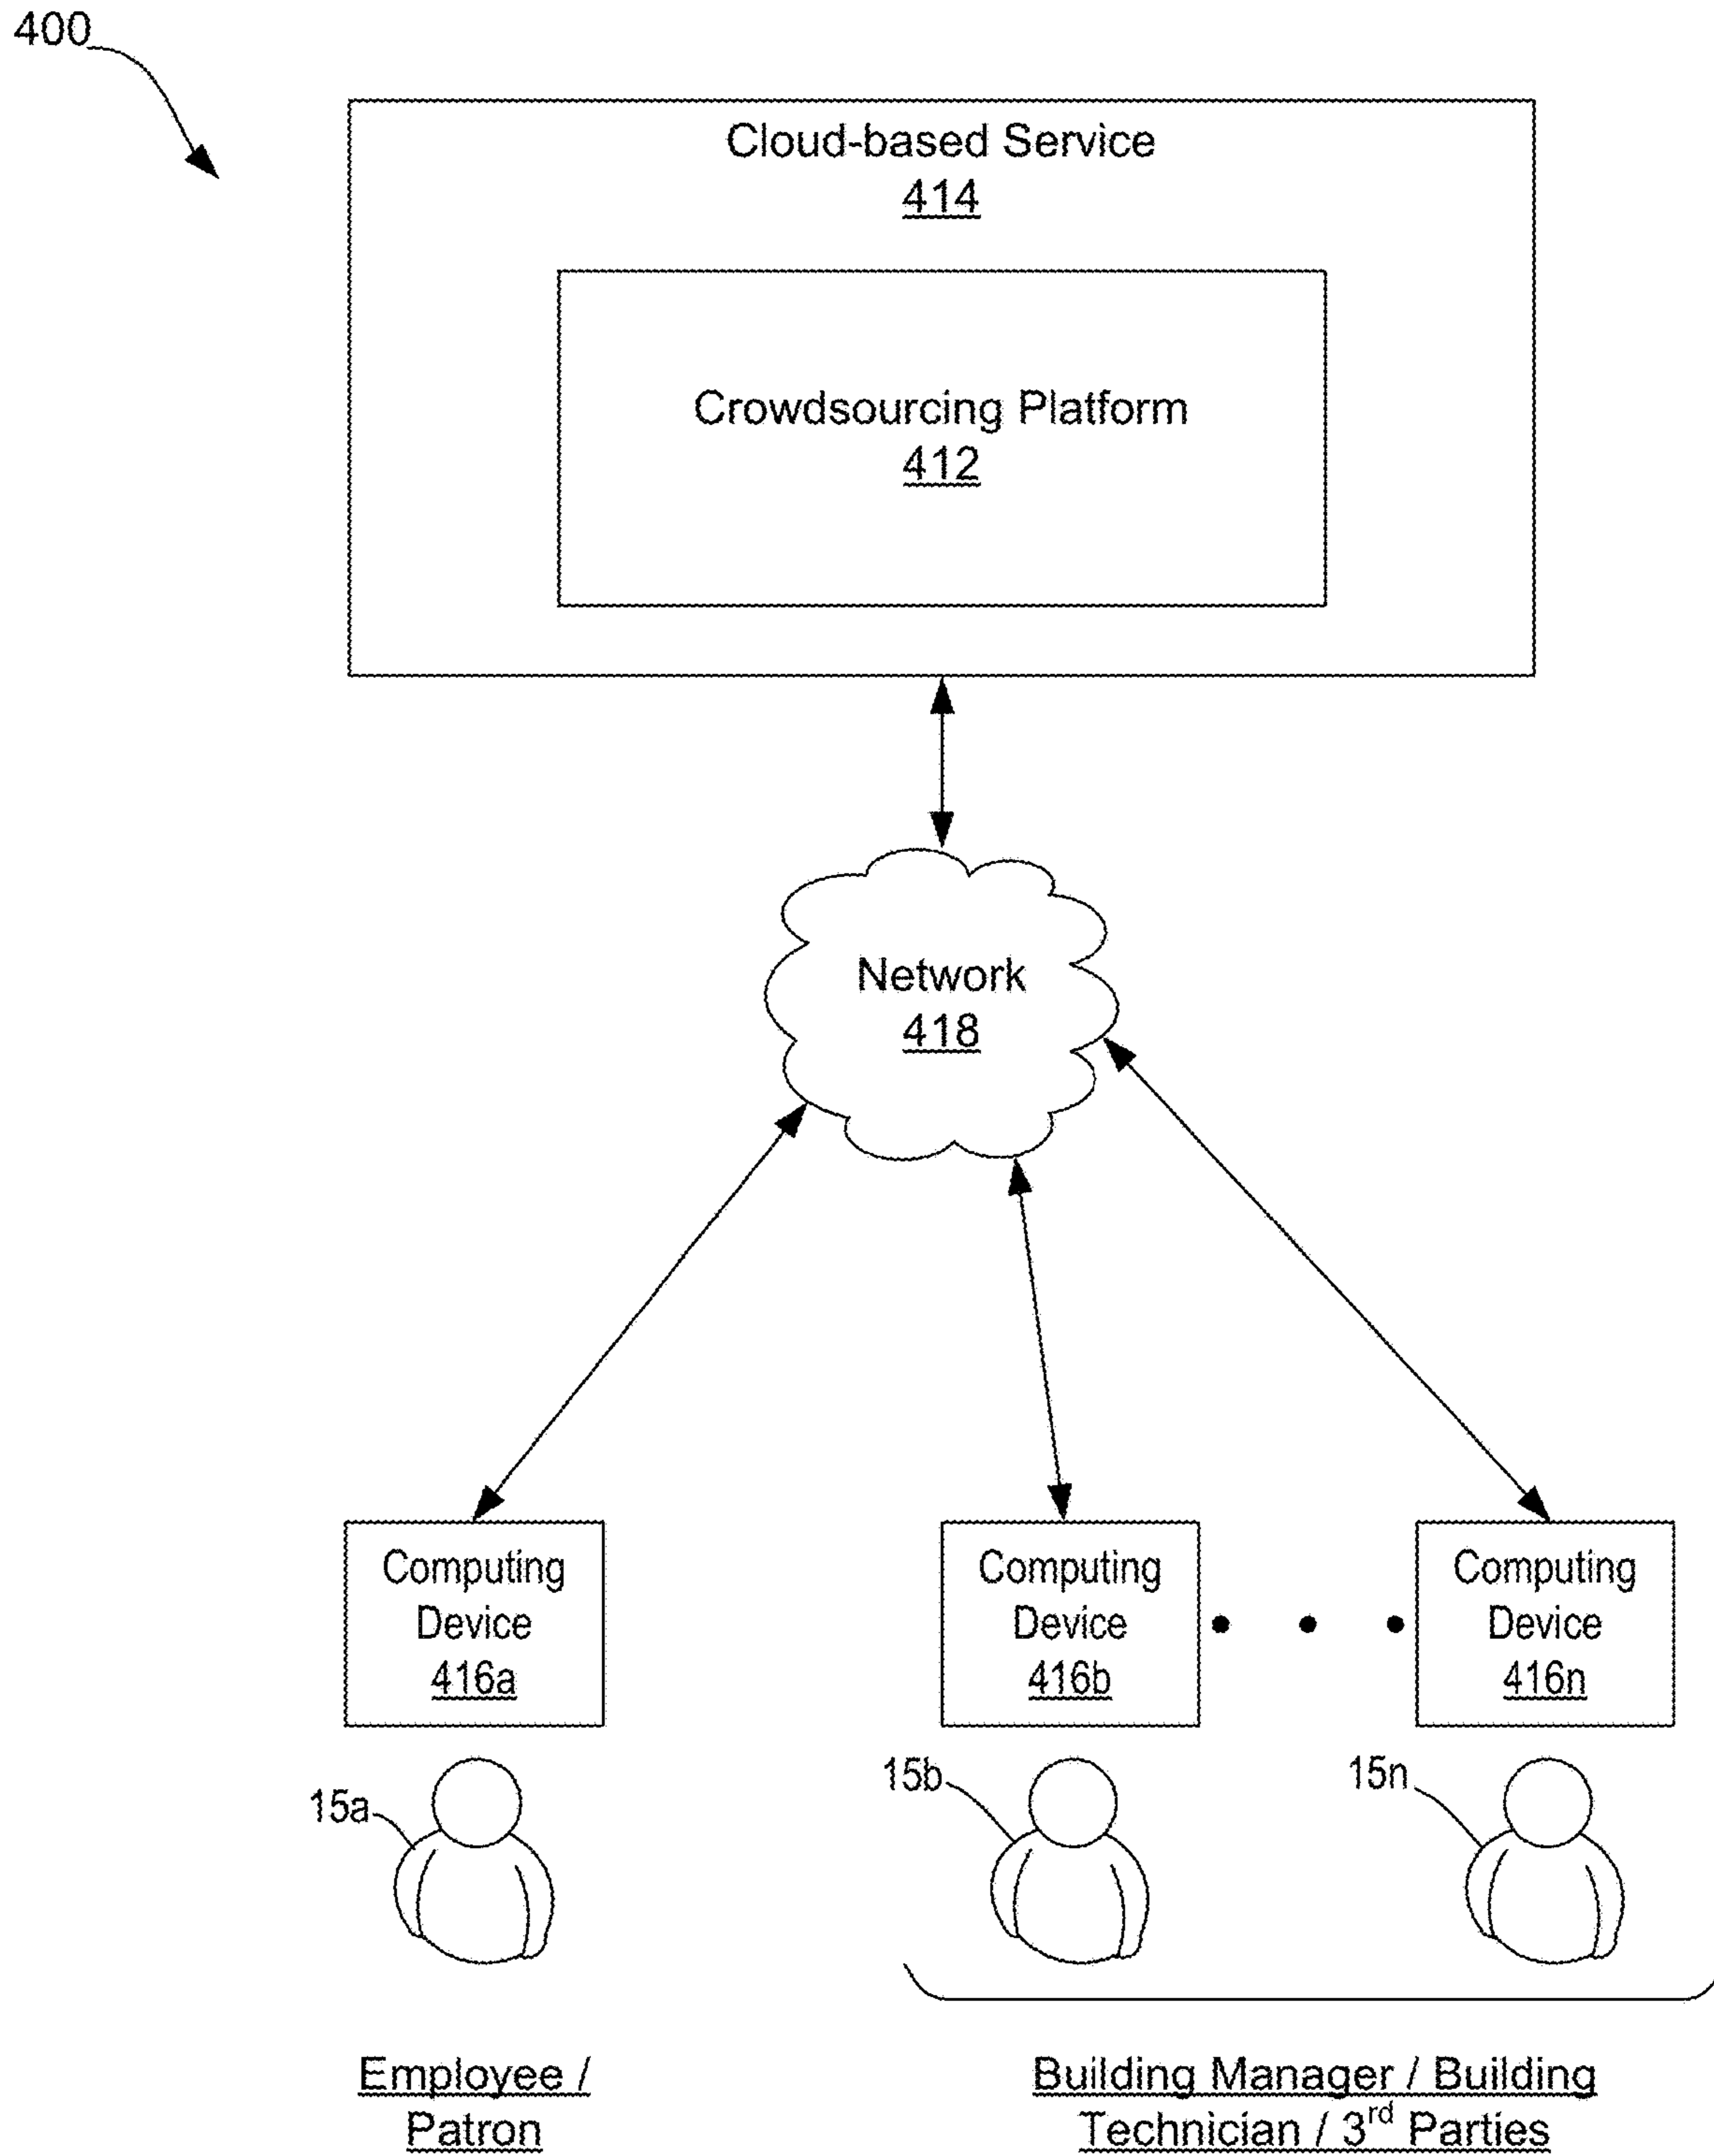 400
Cloud-based Service
414
Crowdsourcing Platform
412
Network
418
Computing
Device
416a
Computing
Device
416b
Computing
Device
416n
15a
15b
15n
Employee /
Patron
Building Manager / Building
Technician / 3rd Parties